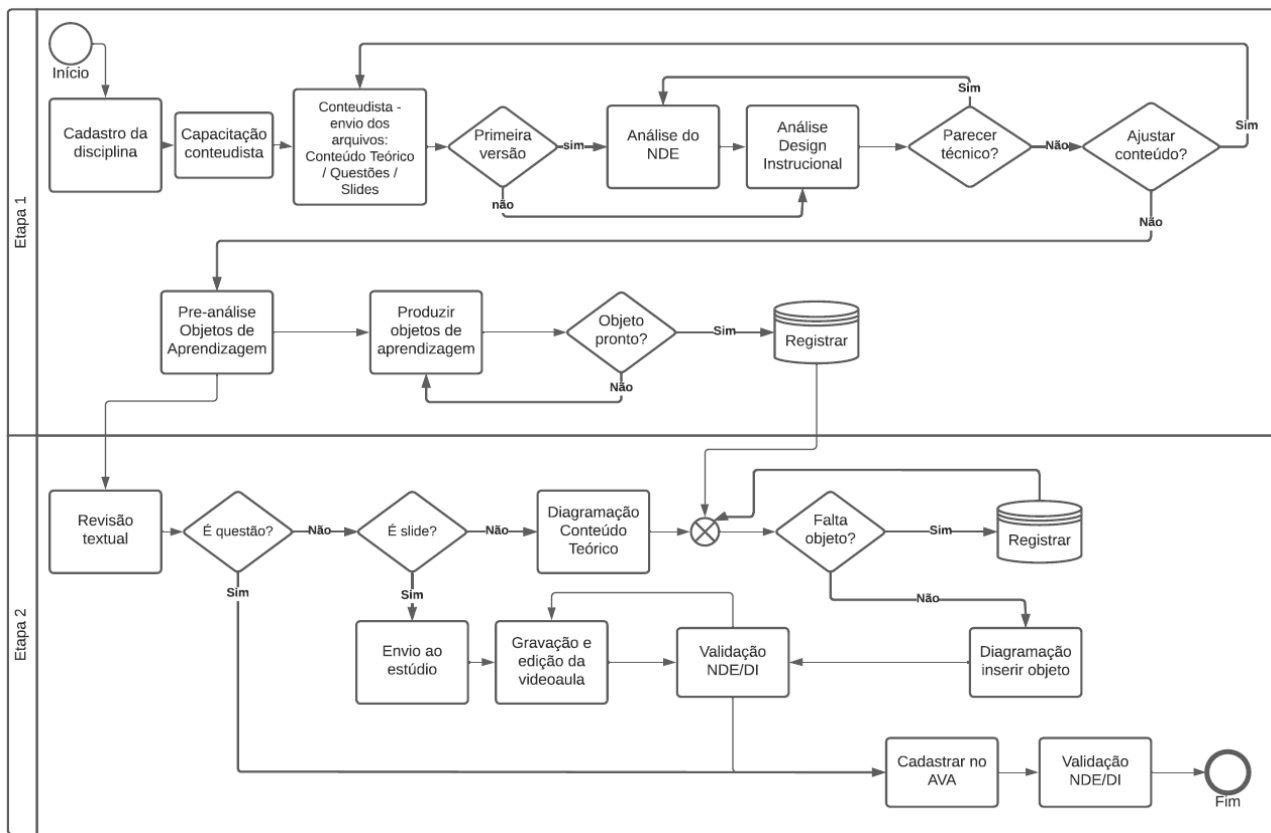 Etapa 1
Início
Cadastro da
disciplina
Capacitação
conteudista
Conteudista -
envio dos
arquivos:
Conteúdo Teórico
/ Questões /
Slides
Primeira
versão
sim
não
Análise do
NDE
Análise
Design
Instrucional
Sim
Parecer
técnico?
Não
Ajustar
conteúdo?
Sim
Não
Pre-análise
Objetos de
Aprendizagem
Produzir
objetos de
aprendizagem
Objeto
pronto?
Sim
Não
Registrar
Etapa 2
Revisão
textual
É questão?
Não
Sim
É slide?
Não
Sim
Diagramação
Conteúdo
Teórico
Falta
objeto?
Sim
Não
Registrar
Envio ao
estúdio
Gravação e
edição da
videoaula
Validação
NDE/DI
Diagramação
inserir objeto
Cadastrar no
AVA
Validação
NDE/DI
Fim